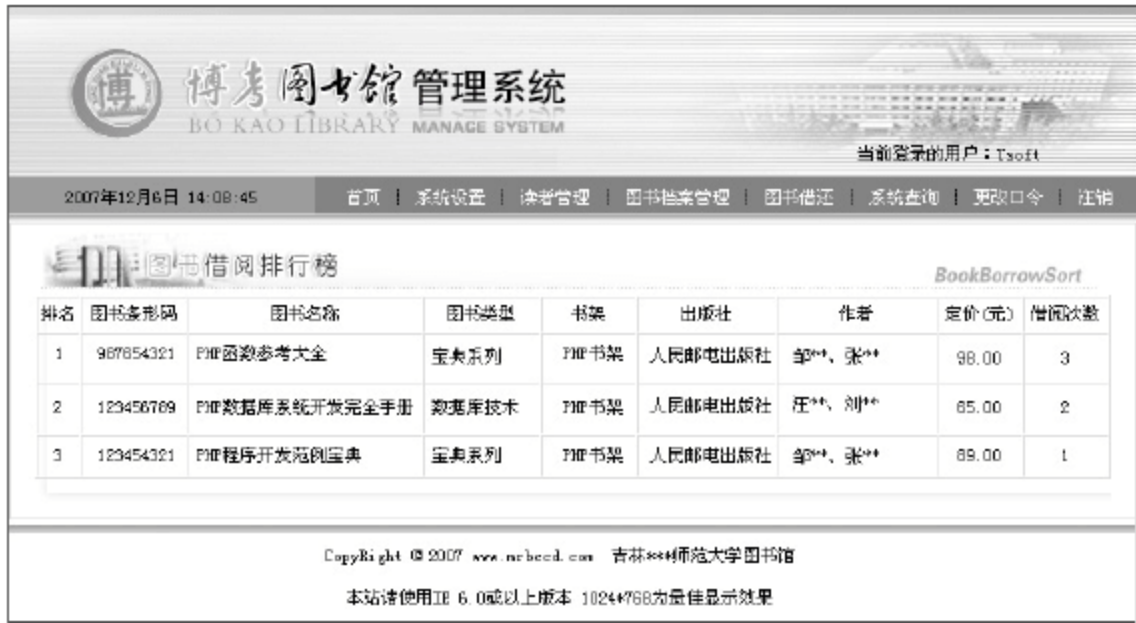 博
博考图书馆管理系统
BO KAO LIBRARY MANAGE SYSTEM
当前登录的用户：Tsoft
2007年12月6日 14:08:45 首页 | 系统设置 | 读者管理 | 图书档案管理 | 图书借还 | 系统查询 | 更改口令 | 注销
图书借阅排行榜
BookBorrowSort
排名 图书条形码 图书名称 图书类型 书架 出版社 作者 定价(元) 借阅次数
1 987654321 PHP函数参考大全 宝典系列 PHP书架 人民邮电出版社 邹**、张** 98.00 3
2 123456789 PHP数据库系统开发完全手册 数据库技术 PHP书架 人民邮电出版社 汪**、刘** 65.00 2
3 123454321 PHP程序开发范例宝典 宝典系列 PHP书架 人民邮电出版社 邹**、张** 89.00 1
CopyRight © 2007 www.mrbccd.com 吉林***师范大学图书馆
本站请使用IE 6.0或以上版本 1024*768为最佳显示效果